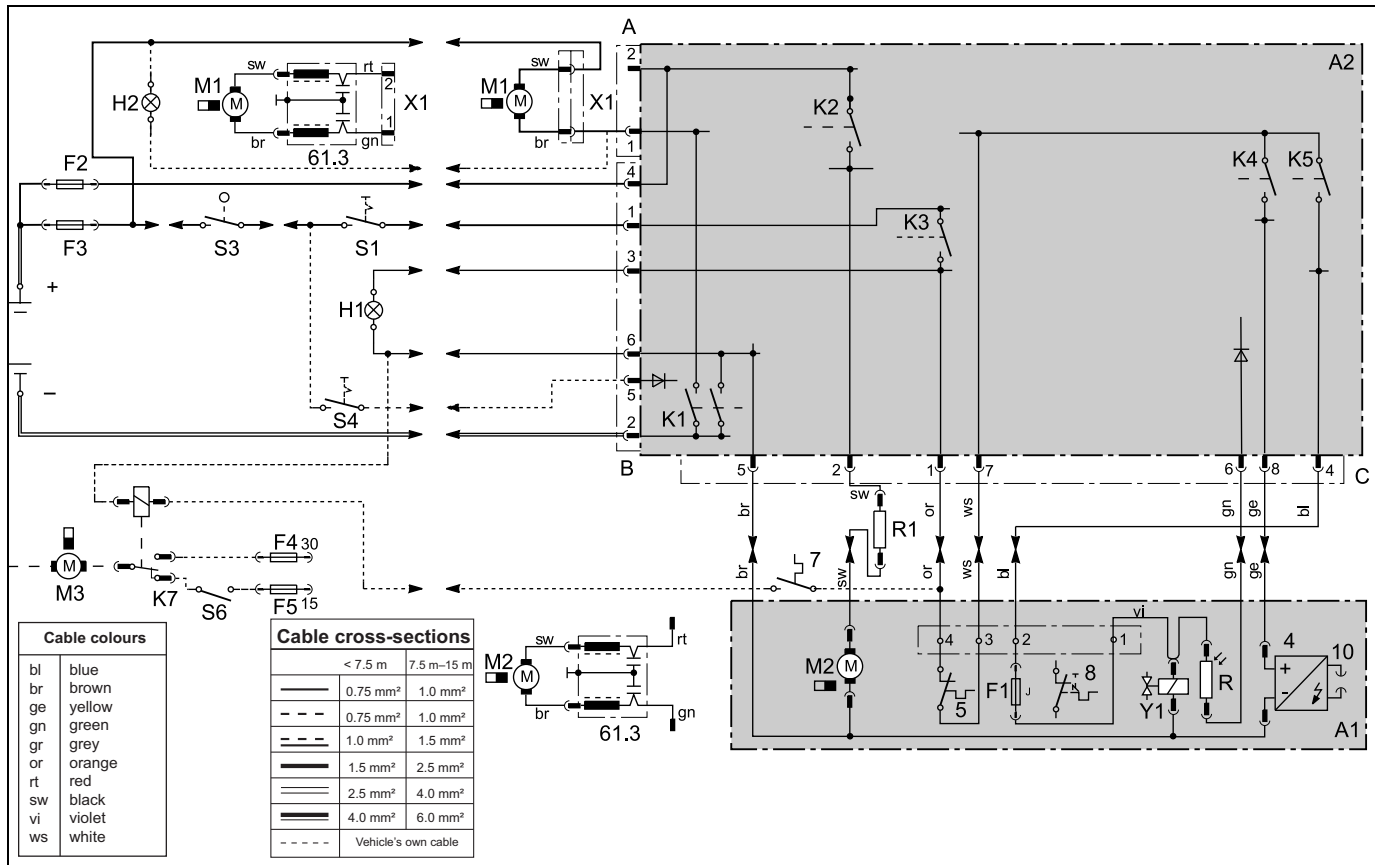 A
A2
sw
rt
M1
M
2
X1
br
gn
1
61.3
H2
M1
sw
M
br
X1
2
1
K2
K4
K5
F2
4
F3
S3
S1
1
K3
3
+
H1
6
5
S4
K1
−
2
B
5
2
1
7
6
8
4
C
br
sw
R1
or
ws
gn
ge
bl
M
M3
K7
F4 30
S6
F5 15
7
br
sw
or
ws
bl
gn
ge
vi
Cable colours
bl blue
br brown
ge yellow
gn green
gr grey
or orange
rt red
sw black
vi violet
ws white
Cable cross-sections
< 7.5 m 7.5 m–15 m
0.75 mm² 1.0 mm²
0.75 mm² 1.0 mm²
1.0 mm² 1.5 mm²
1.5 mm² 2.5 mm²
2.5 mm² 4.0 mm²
4.0 mm² 6.0 mm²
Vehicle's own cable
sw
rt
M2
M
br
gn
61.3
M2
M
4
3
2
1
5
F1
J
8
Y1
R
4
+
-
10
A1